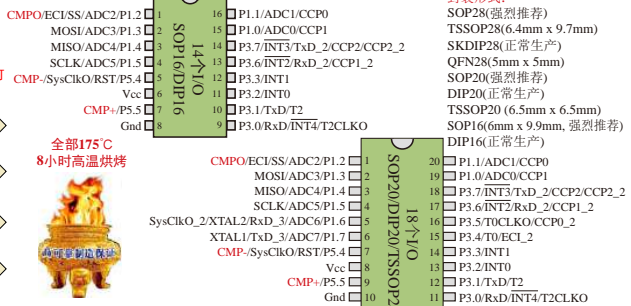 CMPO/ECI/SS/ADC2/P1.2 1
MOSI/ADC3/P1.3 2
MISO/ADC4/P1.4 3
SCLK/ADC5/P1.5 4
CMP-/SysClkO/RST/P5.4 5
Vcc 6
CMP+/P5.5 7
Gnd 8
SOP16/DIP16
14个I/O
16 P1.1/ADC1/CCP0
15 P1.0/ADC0/CCP1
14 P3.7/INT3/TxD_2/CCP2/CCP2_2
13 P3.6/INT2/RxD_2/CCP1_2
12 P3.3/INT1
11 P3.2/INT0
10 P3.1/TxD/T2
9 P3.0/RxD/INT4/T2CLKO
SOP28(强烈推荐)
TSSOP28(6.4mm x 9.7mm)
SKDIP28(正常生产)
QFN28(5mm x 5mm)
SOP20(强烈推荐)
DIP20(正常生产)
TSSOP20 (6.5mm x 6.5mm)
SOP16(6mm x 9.9mm, 强烈推荐)
DIP16(正常生产)
全部175℃
8小时高温烘烤
高可靠制造保证
CMPO/ECI/SS/ADC2/P1.2 1
MOSI/ADC3/P1.3 2
MISO/ADC4/P1.4 3
SCLK/ADC5/P1.5 4
SysClkO_2/XTAL2/RxD_3/ADC6/P1.6 5
XTAL1/TxD_3/ADC7/P1.7 6
CMP-/SysClkO/RST/P5.4 7
Vcc 8
CMP+/P5.5 9
Gnd 10
SOP20/DIP20/TSSOP2
18个I/O
20 P1.1/ADC1/CCP0
19 P1.0/ADC0/CCP1
18 P3.7/INT3/TxD_2/CCP2/CCP2_2
17 P3.6/INT2/RxD_2/CCP1_2
16 P3.5/T0CLKO/CCP0_2
15 P3.4/T0/ECI_2
14 P3.3/INT1
13 P3.2/INT0
12 P3.1/TxD/T2
11 P3.0/RxD/INT4/T2CLKO